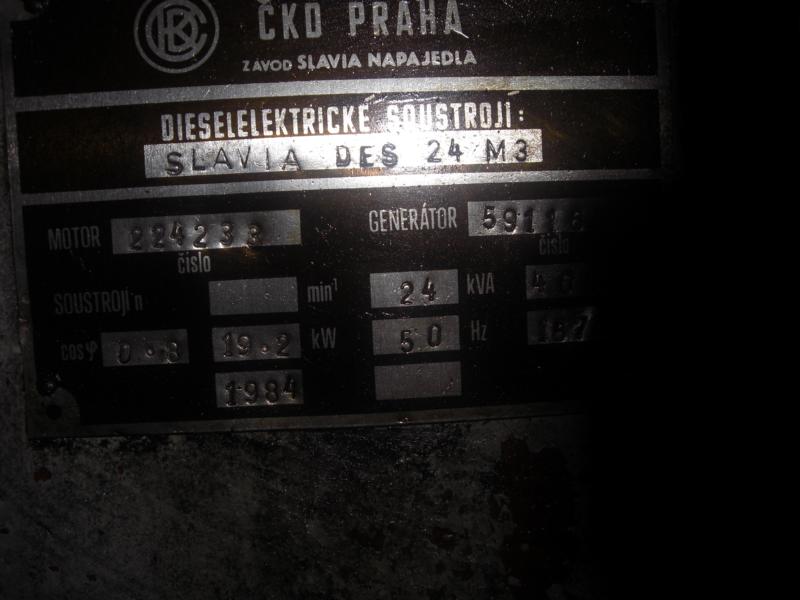 ČKD PRAHA
ZÁVOD SLAVIA NAPAJEDLA
DIESELELEKTRICKÉ SOUSTROJÍ:
SLAVIA DES 24 M3
MOTOR 224233 GENERÁTOR
číslo číslo
SOUSTROJÍ n min-1 24 kVA
cos φ 0.8 19.2 kW 50 Hz
1984